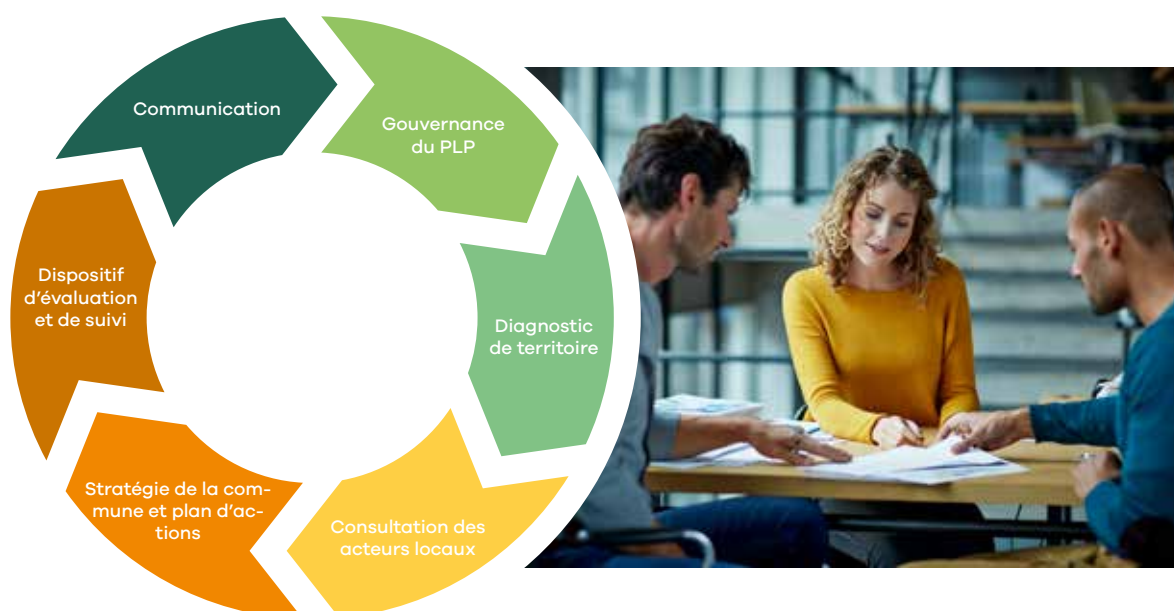 Communication
Gouvernance
du PLP
Diagnostic
de territoire
Consultation des
acteurs locaux
Stratégie de la com-
mune et plan d'ac-
tions
Dispositif
d'évaluation
et de suivi